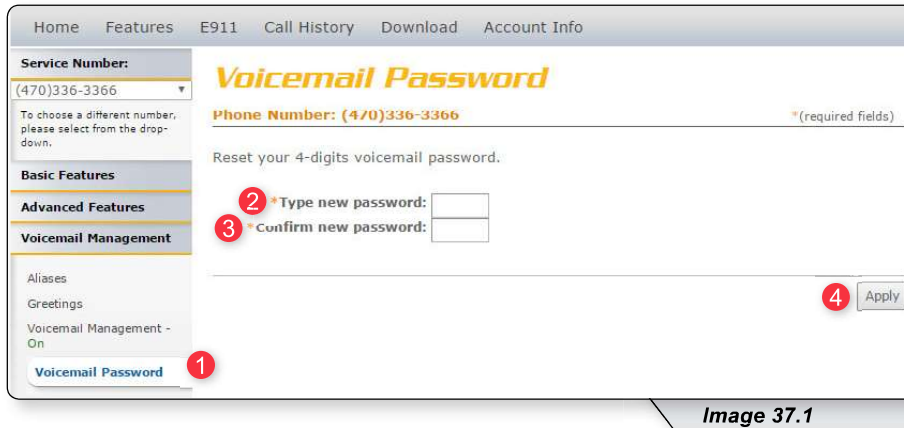 Home Features E911 Call History Download Account Info
Service Number:
(470)336-3366
To choose a different number,
please select from the drop-
down.
Basic Features
Advanced Features
Voicemail Management
Aliases
Greetings
Voicemail Management -
On
Voicemail Password
1
Voicemail Password
Phone Number: (470)336-3366
*(required fields)
Reset your 4-digits voicemail password.
2 *Type new password:
3 *Confirm new password:
4 Apply
Image 37.1